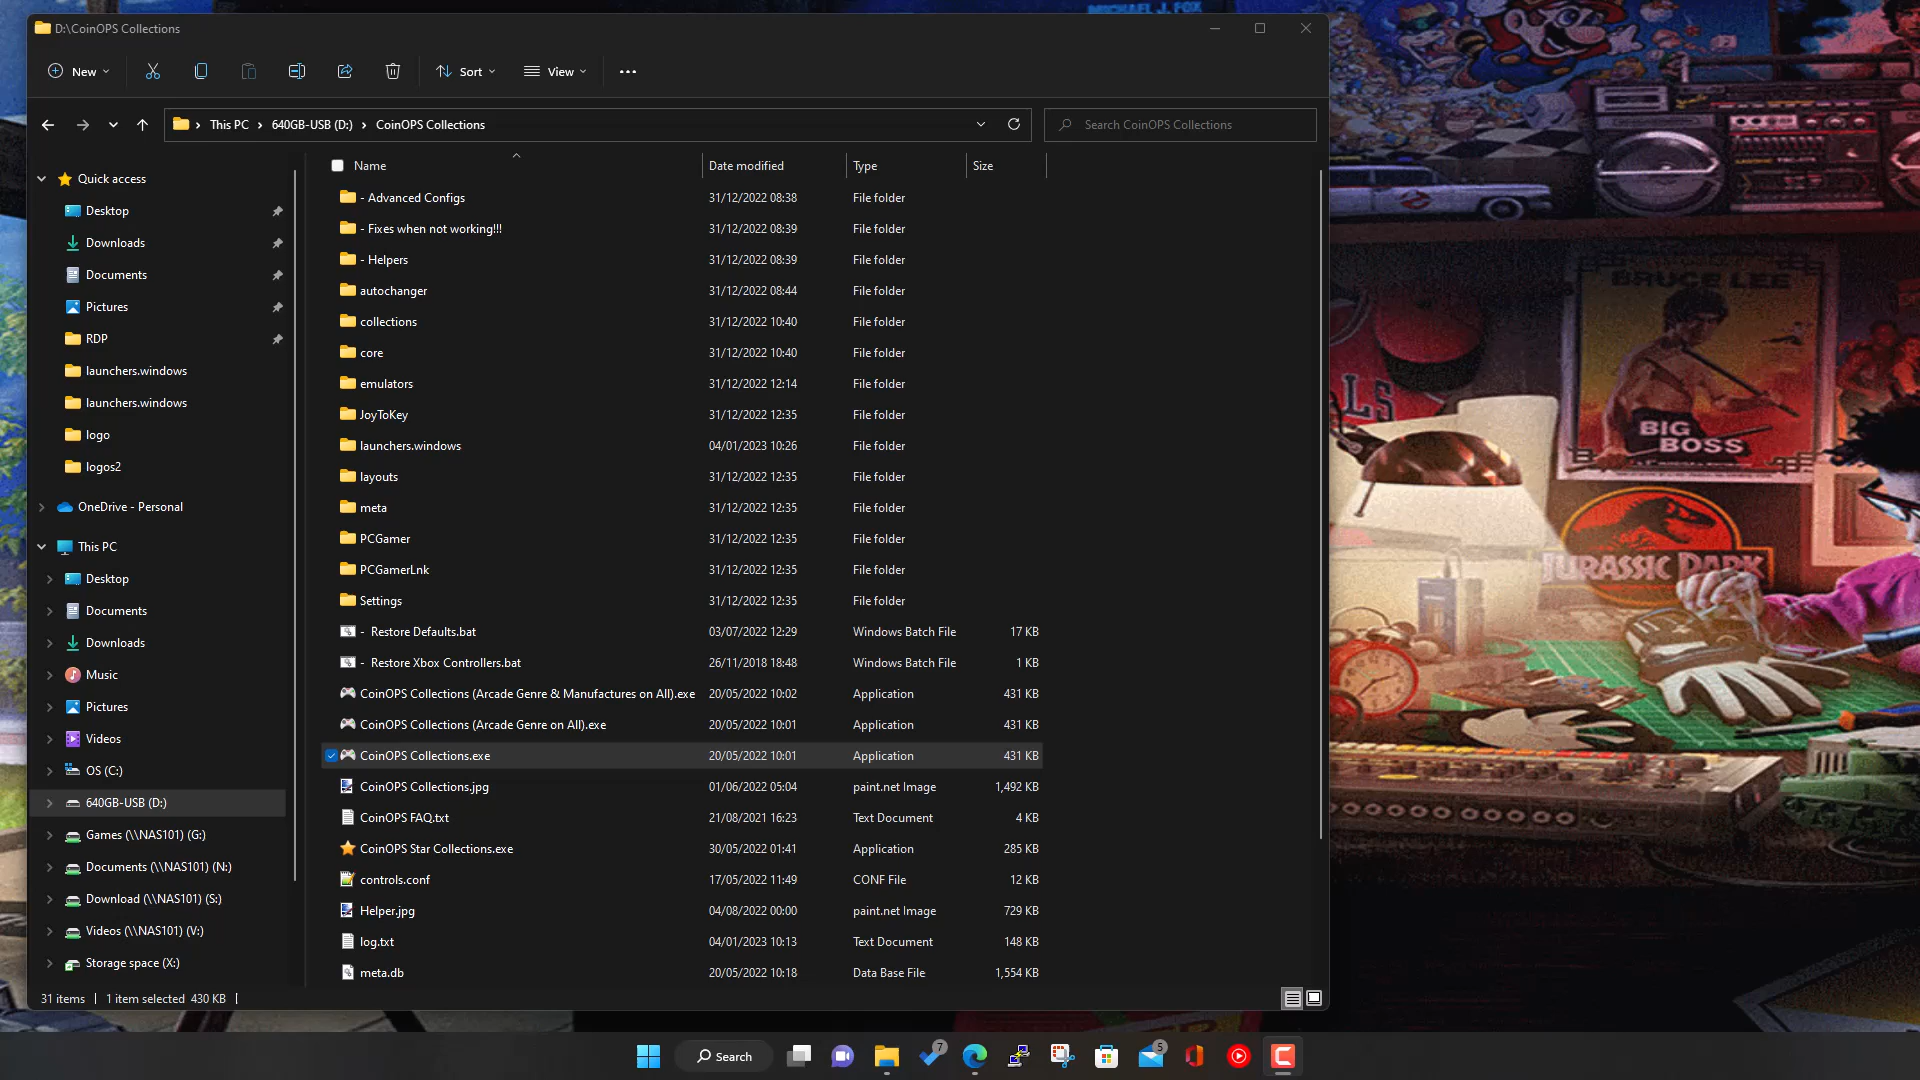 MICHAEL J. FOX
D:\CoinOPS Collections
New
Sort
View
This PC
640GB-USB (D:)
CoinOPS Collections
Search CoinOPS Collections
Name
Date modified
Type
Size
Quick access
Desktop
Downloads
Documents
Pictures
RDP
launchers.windows
launchers.windows
logo
logos2
OneDrive - Personal
This PC
Desktop
Documents
Downloads
Music
Pictures
Videos
OS (C:)
640GB-USB (D:)
Games (\\NAS101) (G:)
Documents (\\NAS101) (N:)
Download (\\NAS101) (S:)
Videos (\\NAS101) (V:)
Storage space (X:)
- Advanced Configs 31/12/2022 08:38 File folder
- Fixes when not working!!! 31/12/2022 08:39 File folder
- Helpers 31/12/2022 08:39 File folder
autochanger 31/12/2022 08:44 File folder
collections 31/12/2022 10:40 File folder
core 31/12/2022 10:40 File folder
emulators 31/12/2022 12:14 File folder
JoyToKey 31/12/2022 12:35 File folder
launchers.windows 04/01/2023 10:26 File folder
layouts 31/12/2022 12:35 File folder
meta 31/12/2022 12:35 File folder
PCGamer 31/12/2022 12:35 File folder
PCGamerLnk 31/12/2022 12:35 File folder
Settings 31/12/2022 12:35 File folder
- Restore Defaults.bat 03/07/2022 12:29 Windows Batch File 17 KB
- Restore Xbox Controllers.bat 26/11/2018 18:48 Windows Batch File 1 KB
CoinOPS Collections (Arcade Genre & Manufactures on All).exe 20/05/2022 10:02 Application 431 KB
CoinOPS Collections (Arcade Genre on All).exe 20/05/2022 10:01 Application 431 KB
CoinOPS Collections.exe 20/05/2022 10:01 Application 431 KB
CoinOPS Collections.jpg 01/06/2022 05:04 paint.net Image 1,492 KB
CoinOPS FAQ.txt 21/08/2021 16:23 Text Document 4 KB
CoinOPS Star Collections.exe 30/05/2022 01:41 Application 285 KB
controls.conf 17/05/2022 11:49 CONF File 12 KB
Helper.jpg 04/08/2022 00:00 paint.net Image 729 KB
log.txt 04/01/2023 10:13 Text Document 148 KB
meta.db 20/05/2022 10:18 Data Base File 1,554 KB
31 items
1 item selected 430 KB
BRUCE LEE
BIG
BOSS
JURASSIC PARK
Search
7
5